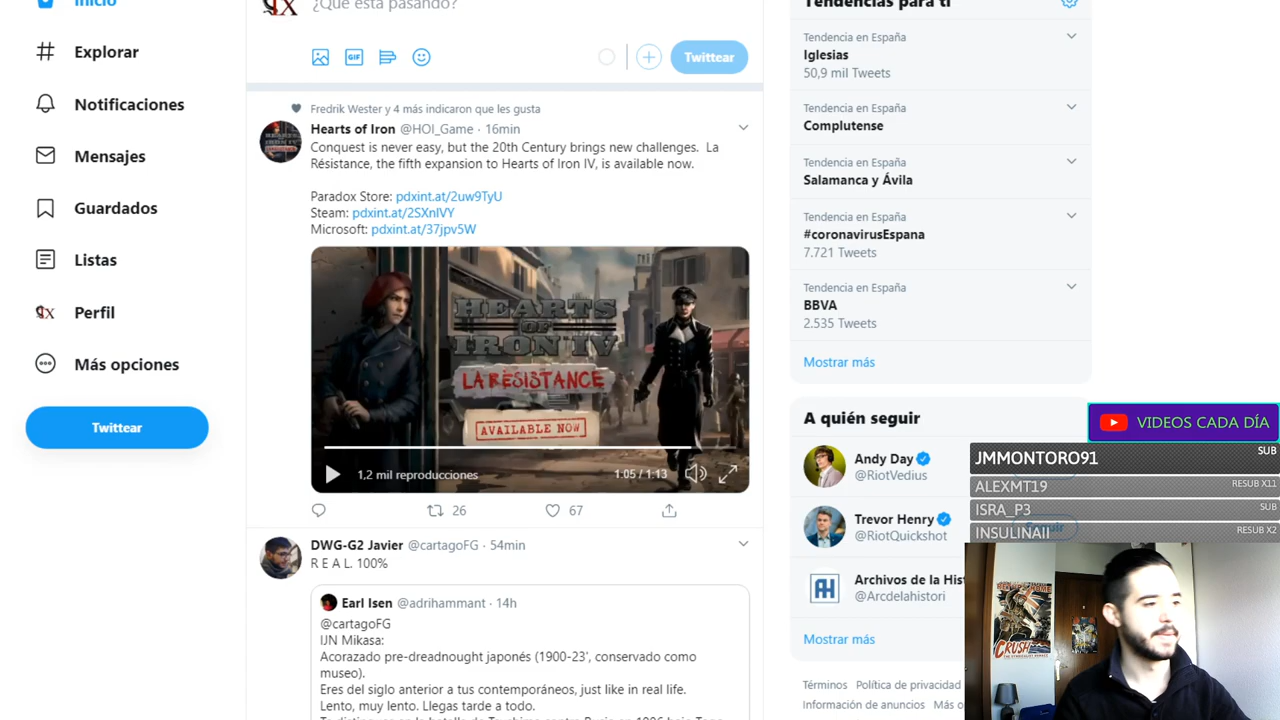 Inicio
Explorar
Notificaciones
Mensajes
Guardados
Listas
Perfil
Más opciones
Twittear
¿Qué está pasando?
GIF
Twittear
Fredrik Wester y 4 más indicaron que les gusta
Hearts of Iron @HOI_Game · 16min
Conquest is never easy, but the 20th Century brings new challenges. La
Résistance, the fifth expansion to Hearts of Iron IV, is available now.
Paradox Store: pdxint.at/2uw9TyU
Steam: pdxint.at/2SXnIVY
Microsoft: pdxint.at/37jpv5W
HEARTS
OF
IRON IV
LA RÉSISTANCE
AVAILABLE NOW
1,2 mil reproducciones
1:05 / 1:13
26
67
DWG-G2 Javier @cartagoFG · 54min
R E A L. 100%
Earl Isen @adrihammant · 14h
@cartagoFG
IJN Mikasa:
Acorazado pre-dreadnought japonés (1900-23', conservado como
museo).
Eres del siglo anterior a tus contemporáneos, just like in real life.
Lento, muy lento. Llegas tarde a todo.
Tendencias para ti
Tendencia en España
Iglesias
50,9 mil Tweets
Tendencia en España
Complutense
Tendencia en España
Salamanca y Ávila
Tendencia en España
#coronavirusEspana
7.721 Tweets
Tendencia en España
BBVA
2.535 Tweets
Mostrar más
A quién seguir
Andy Day
@RiotVedius
Trevor Henry
@RiotQuickshot
Seguir
AH
Archivos de la Hist
@Arcdelahistori
Mostrar más
Términos Política de privacidad
Información de anuncios Más o
VIDEOS CADA DÍA
JMMONTORO91 SUB
ALEXMT19 RESUB X11
ISRA_P3 SUB
INSULINAII RESUB X2
CRUSH